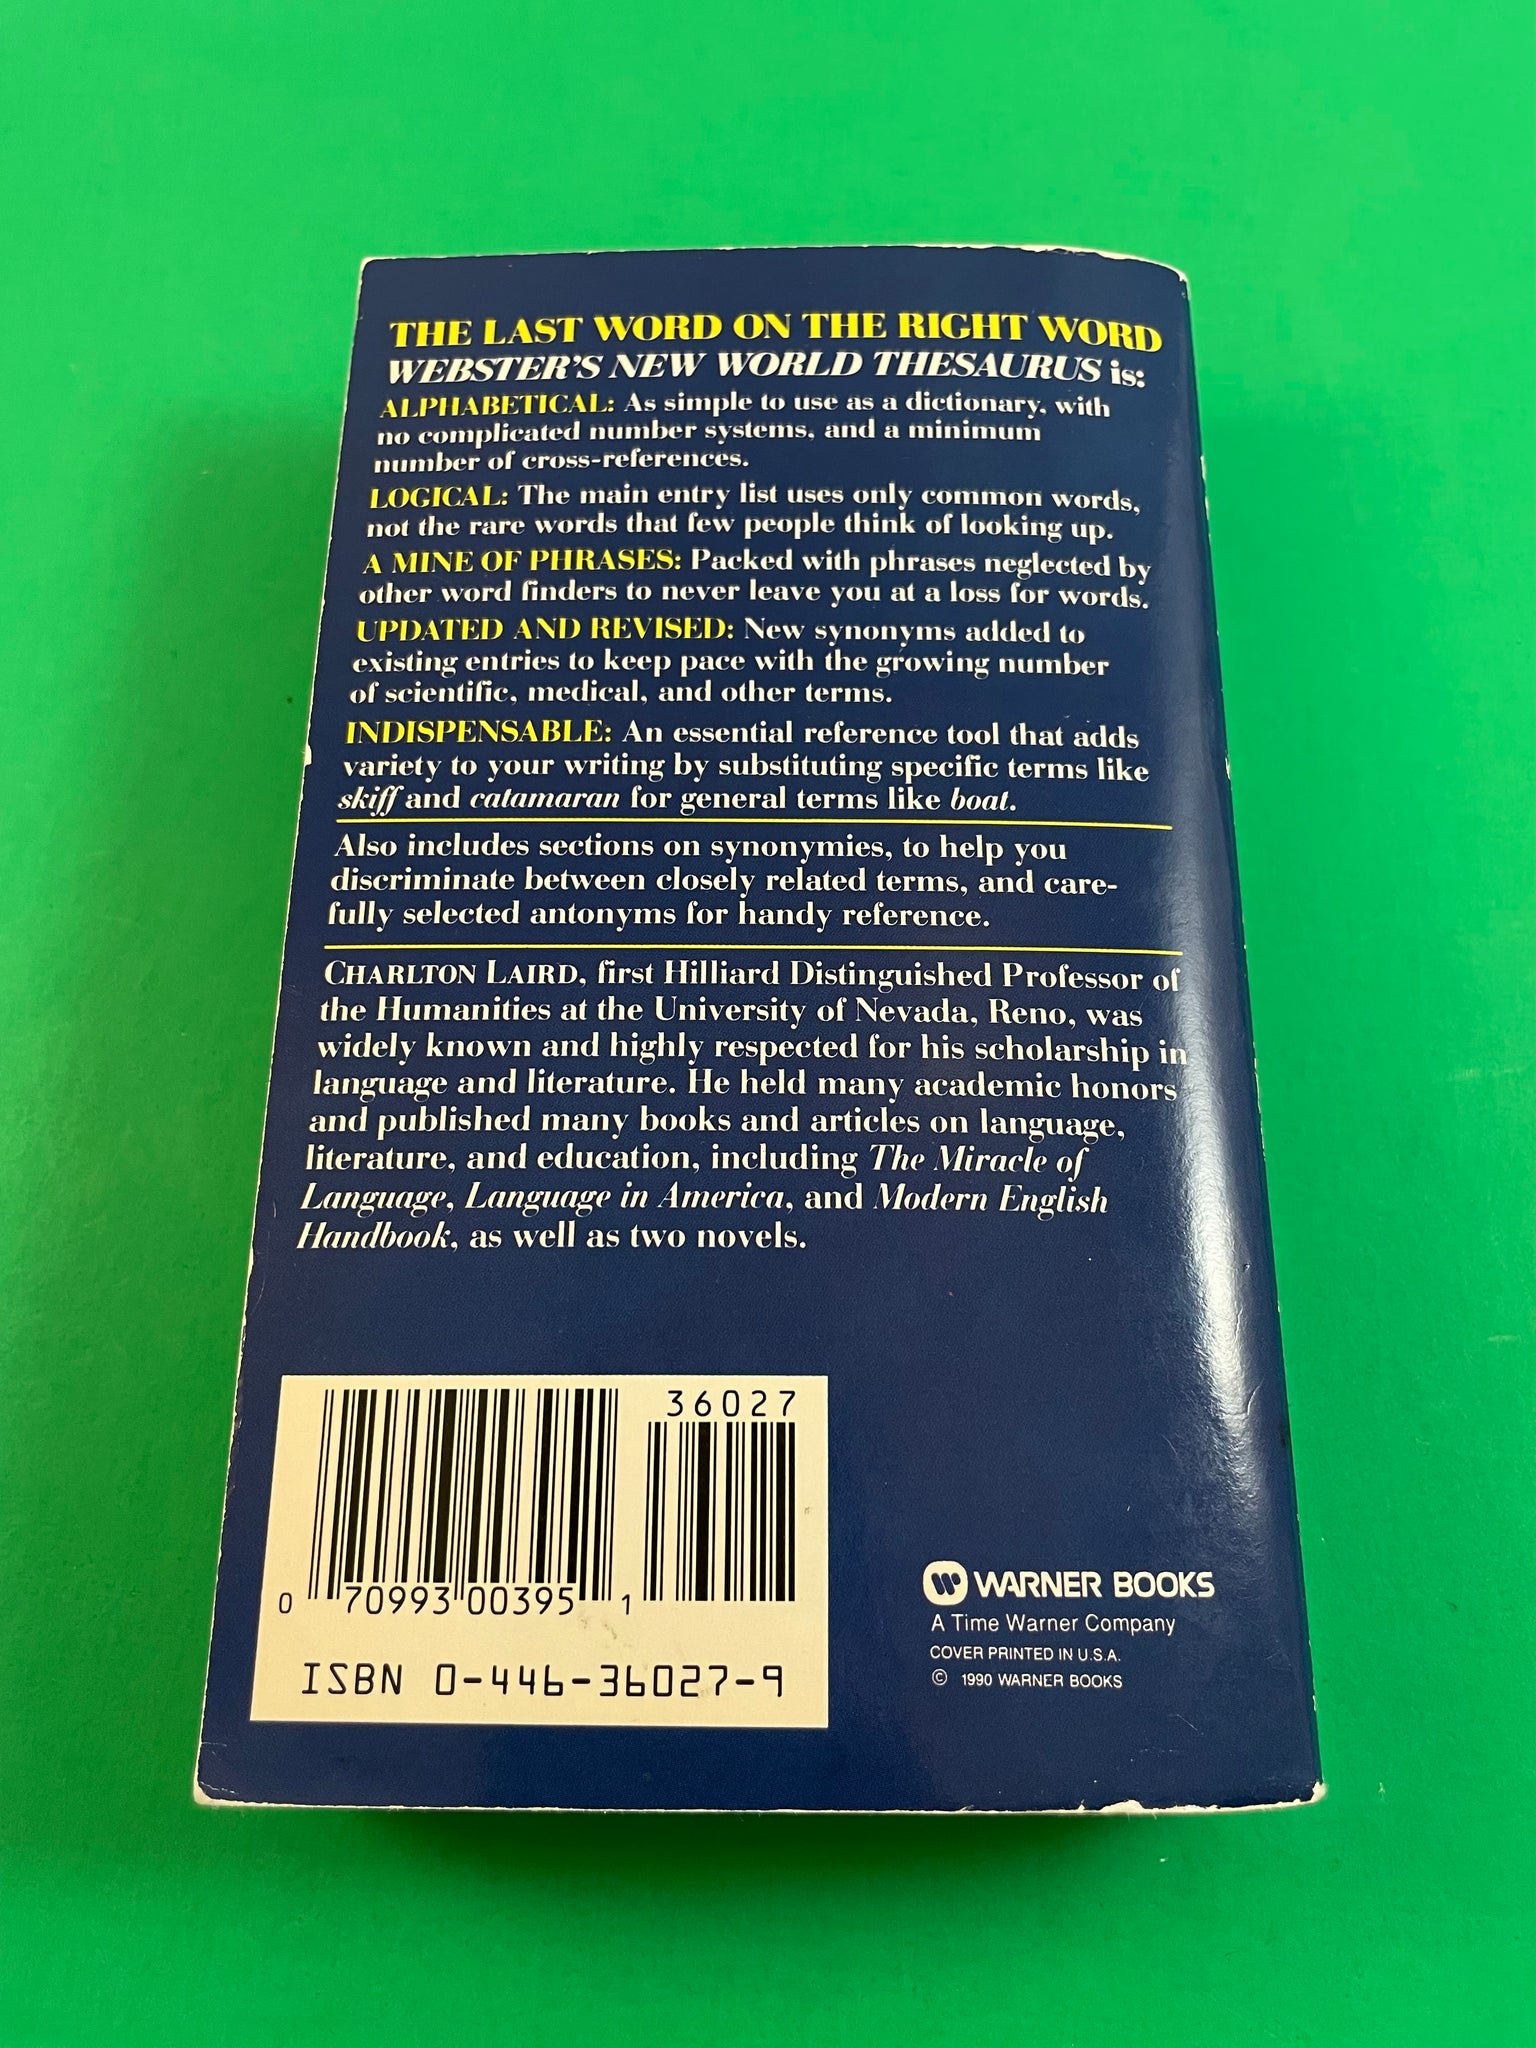 THE LAST WORD ON THE RIGHT WORD
WEBSTER'S NEW WORLD THESAURUS is:
ALPHABETICAL: As simple to use as a dictionary, with
no complicated number systems, and a minimum
number of cross-references.
LOGICAL: The main entry list uses only common words,
not the rare words that few people think of looking up.
A MINE OF PHRASES: Packed with phrases neglected by
other word finders to never leave you at a loss for words.
UPDATED AND REVISED: New synonyms added to
existing entries to keep pace with the growing number
of scientific, medical, and other terms.
INDISPENSABLE: An essential reference tool that adds
variety to your writing by substituting specific terms like
skiff and catamaran for general terms like boat.
Also includes sections on synonymies, to help you
discriminate between closely related terms, and care-
fully selected antonyms for handy reference.
CHARLTON LAIRD, first Hilliard Distinguished Professor of
the Humanities at the University of Nevada, Reno, was
widely known and highly respected for his scholarship in
language and literature. He held many academic honors
and published many books and articles on language,
literature, and education, including The Miracle of
Language, Language in America, and Modern English
Handbook, as well as two novels.
36027
0 70993 00395 1
ISBN 0-446-36027-9
WARNER BOOKS
A Time Warner Company
COVER PRINTED IN U.S.A.
© 1990 WARNER BOOKS